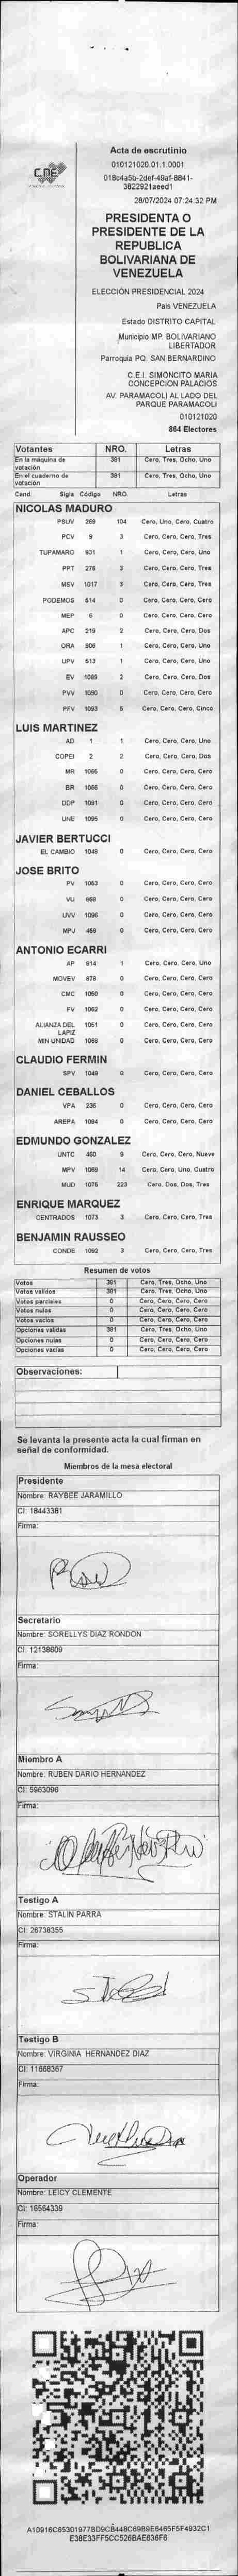 CNE
Acta de escrutinio
010121020.01.1.0001
018c4a5b-2def-49af-8841-
3822921aeed1
28/07/2024 07:24:32 PM
PRESIDENTA O
PRESIDENTE DE LA
REPUBLICA
BOLIVARIANA DE
VENEZUELA
ELECCIÓN PRESIDENCIAL 2024
Pais VENEZUELA
Estado DISTRITO CAPITAL
Municipio MP. BOLIVARIANO
LIBERTADOR
Parroquia PQ. SAN BERNARDINO
C.E.I. SIMONCITO MARIA
CONCEPCION PALACIOS
AV. PARAMACOLI AL LADO DEL
PARQUE PARAMACOLI
010121020
864 Electores
Votantes NRO. Letras
En la máquina de votación 381 Cero, Tres, Ocho, Uno
En el cuaderno de votación 381 Cero, Tres, Ocho, Uno
Cand. Sigla Código NRO. Letras
NICOLAS MADURO
PSUV 269 104 Cero, Uno, Cero, Cuatro
PCV 9 3 Cero, Cero, Cero, Tres
TUPAMARO 931 1 Cero, Cero, Cero, Uno
PPT 276 3 Cero, Cero, Cero, Tres
MSV 1017 3 Cero, Cero, Cero, Tres
PODEMOS 514 0 Cero, Cero, Cero, Cero
MEP 6 0 Cero, Cero, Cero, Cero
APC 219 2 Cero, Cero, Cero, Dos
ORA 906 1 Cero, Cero, Cero, Uno
UPV 513 1 Cero, Cero, Cero, Uno
EV 1089 2 Cero, Cero, Cero, Dos
PVV 1090 0 Cero, Cero, Cero, Cero
PFV 1093 5 Cero, Cero, Cero, Cinco
LUIS MARTINEZ
AD 1 1 Cero, Cero, Cero, Uno
COPEI 2 2 Cero, Cero, Cero, Dos
MR 1065 0 Cero, Cero, Cero, Cero
BR 1066 0 Cero, Cero, Cero, Cero
DDP 1091 0 Cero, Cero, Cero, Cero
UNE 1095 0 Cero, Cero, Cero, Cero
JAVIER BERTUCCI
EL CAMBIO 1048 0 Cero, Cero, Cero, Cero
JOSE BRITO
PV 1053 0 Cero, Cero, Cero, Cero
VU 868 0 Cero, Cero, Cero, Cero
UVV 1096 0 Cero, Cero, Cero, Cero
MPJ 459 0 Cero, Cero, Cero, Cero
ANTONIO ECARRI
AP 914 1 Cero, Cero, Cero, Uno
MOVEV 878 0 Cero, Cero, Cero, Cero
CMC 1050 0 Cero, Cero, Cero, Cero
FV 1062 0 Cero, Cero, Cero, Cero
ALIANZA DEL LAPIZ 1051 0 Cero, Cero, Cero, Cero
MIN UNIDAD 1068 0 Cero, Cero, Cero, Cero
CLAUDIO FERMIN
SPV 1049 0 Cero, Cero, Cero, Cero
DANIEL CEBALLOS
VPA 236 0 Cero, Cero, Cero, Cero
AREPA 1094 0 Cero, Cero, Cero, Cero
EDMUNDO GONZALEZ
UNTC 460 9 Cero, Cero, Cero, Nueve
MPV 1069 14 Cero, Cero, Uno, Cuatro
MUD 1076 223 Cero, Dos, Dos, Tres
ENRIQUE MARQUEZ
CENTRADOS 1073 3 Cero, Cero, Cero, Tres
BENJAMIN RAUSSEO
CONDE 1092 3 Cero, Cero, Cero, Tres
Resumen de votos
Votos 381 Cero, Tres, Ocho, Uno
Votos validos 381 Cero, Tres, Ocho, Uno
Votos parciales 0 Cero, Cero, Cero, Cero
Votos nulos 0 Cero, Cero, Cero, Cero
Votos vacios 0 Cero, Cero, Cero, Cero
Opciones validas 381 Cero, Tres, Ocho, Uno
Opciones nulas 0 Cero, Cero, Cero, Cero
Opciones vacias 0 Cero, Cero, Cero, Cero
Observaciones:
Se levanta la presente acta la cual firman en
señal de conformidad.
Miembros de la mesa electoral
Presidente
Nombre: RAYBEE JARAMILLO
CI: 18443381
Firma:
Secretario
Nombre: SORELLYS DIAZ RONDON
CI: 12138609
Firma:
Miembro A
Nombre: RUBEN DARIO HERNANDEZ
CI: 5963096
Firma:
Testigo A
Nombre: STALIN PARRA
CI: 26738355
Firma:
Testigo B
Nombre: VIRGINIA HERNANDEZ DIAZ
CI: 11668367
Firma:
Operador
Nombre: LEICY CLEMENTE
CI: 16564339
Firma:
A10916C65301977BD9CB448C69B9E6465F5F4932C1
E38E33FF5CC526BAE636F6